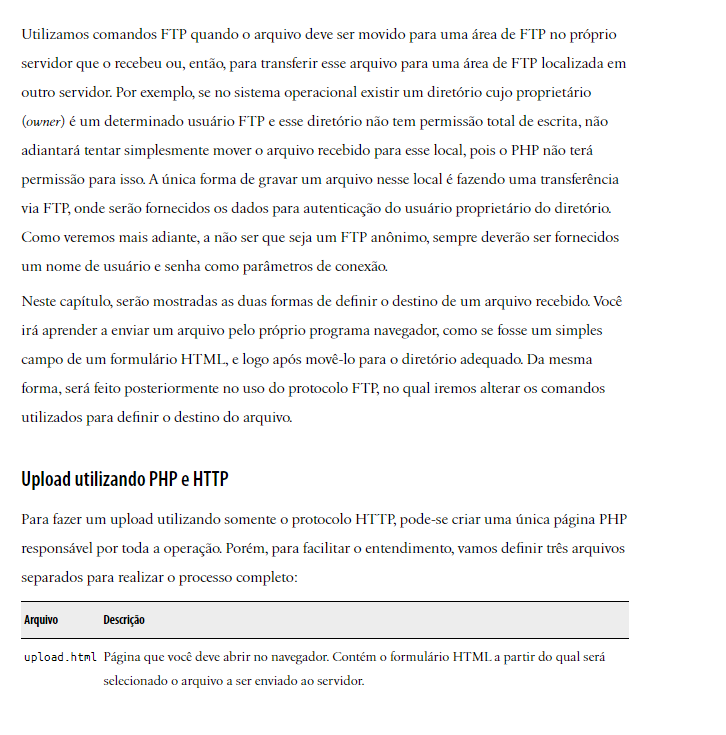 Utilizamos comandos FTP quando o arquivo deve ser movido para uma área de FTP no próprio
servidor que o recebeu ou, então, para transferir esse arquivo para uma área de FTP localizada em
outro servidor. Por exemplo, se no sistema operacional existir um diretório cujo proprietário
(owner) é um determinado usuário FTP e esse diretório não tem permissão total de escrita, não
adiantará tentar simplesmente mover o arquivo recebido para esse local, pois o PHP não terá
permissão para isso. A única forma de gravar um arquivo nesse local é fazendo uma transferência
via FTP, onde serão fornecidos os dados para autenticação do usuário proprietário do diretório.
Como veremos mais adiante, a não ser que seja um FTP anônimo, sempre deverão ser fornecidos
um nome de usuário e senha como parâmetros de conexão.
Neste capítulo, serão mostradas as duas formas de definir o destino de um arquivo recebido. Você
irá aprender a enviar um arquivo pelo próprio programa navegador, como se fosse um simples
campo de um formulário HTML, e logo após movê-lo para o diretório adequado. Da mesma
forma, será feito posteriormente no uso do protocolo FTP, no qual iremos alterar os comandos
utilizados para definir o destino do arquivo.
Upload utilizando PHP e HTTP
Para fazer um upload utilizando somente o protocolo HTTP, pode-se criar uma única página PHP
responsável por toda a operação. Porém, para facilitar o entendimento, vamos definir três arquivos
separados para realizar o processo completo:
Arquivo Descrição
upload.html Página que você deve abrir no navegador. Contém o formulário HTML a partir do qual será
selecionado o arquivo a ser enviado ao servidor.